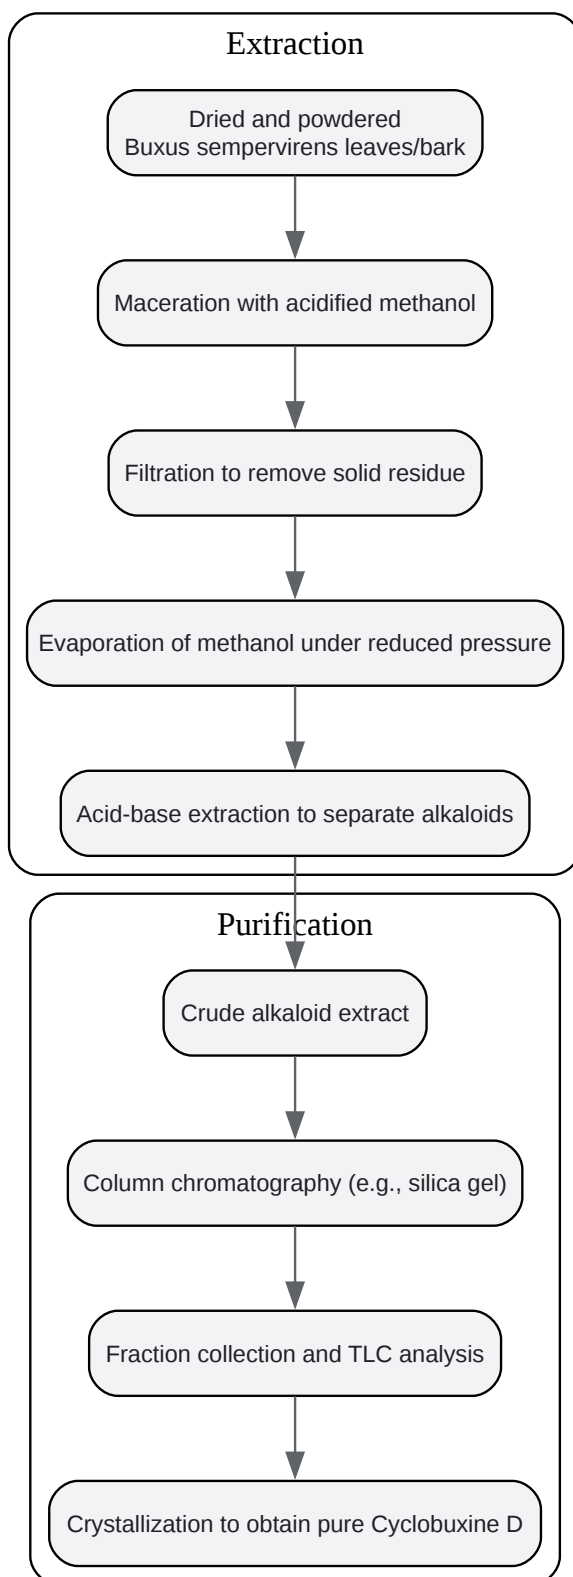 Extraction
Dried and powdered
Buxus sempervirens leaves/bark
Maceration with acidified methanol
Filtration to remove solid residue
Evaporation of methanol under reduced pressure
Acid-base extraction to separate alkaloids
Purification
Crude alkaloid extract
Column chromatography (e.g., silica gel)
Fraction collection and TLC analysis
Crystallization to obtain pure Cyclobuxine D